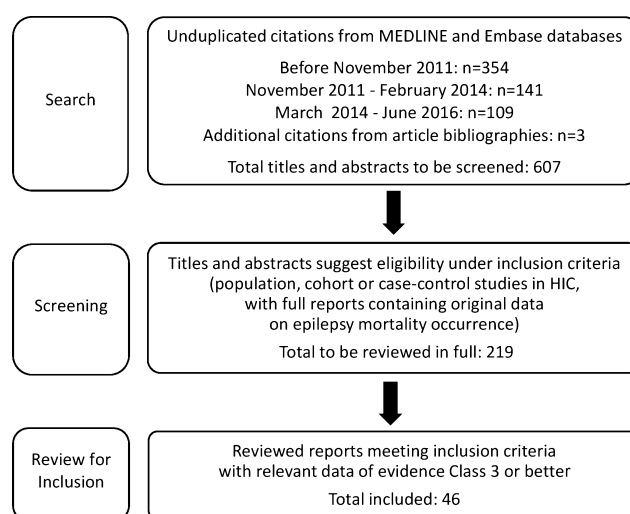 Search
Unduplicated citations from MEDLINE and Embase databases
Before November 2011: n=354
November 2011 - February 2014: n=141
March 2014 - June 2016: n=109
Additional citations from article bibliographies: n=3
Total titles and abstracts to be screened: 607
Screening
Titles and abstracts suggest eligibility under inclusion criteria
(population, cohort or case-control studies in HIC,
with full reports containing original data
on epilepsy mortality occurrence)
Total to be reviewed in full: 219
Review for
Inclusion
Reviewed reports meeting inclusion criteria
with relevant data of evidence Class 3 or better
Total included: 46